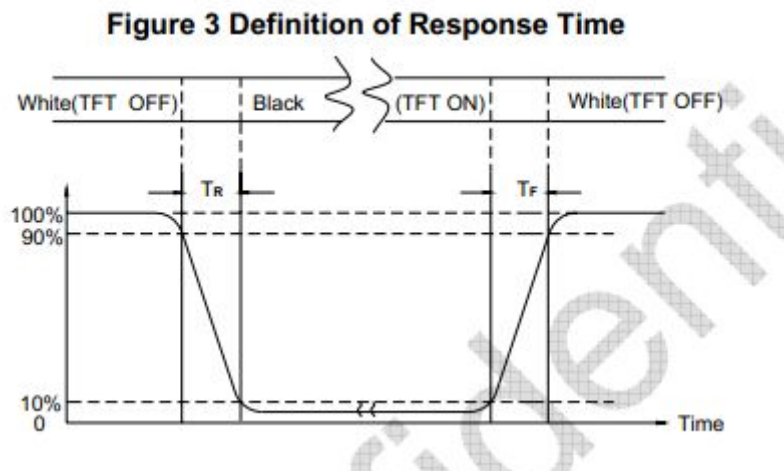 Figure 3 Definition of Response Time
White(TFT OFF) Black (TFT ON) White(TFT OFF)
TR TF
100%
90%
10%
0 Time